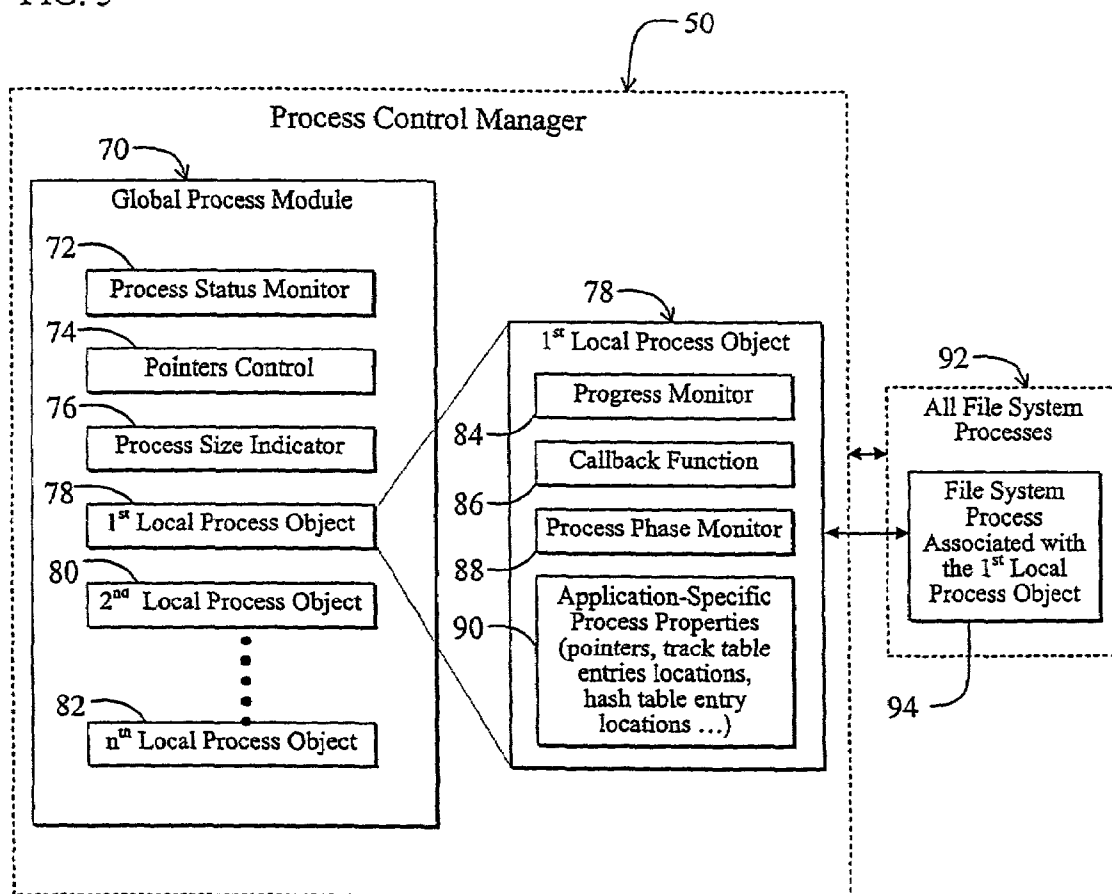 FIG. 5
50
Process Control Manager
70
Global Process Module
72
Process Status Monitor
74
Pointers Control
76
Process Size Indicator
78
1st Local Process Object
80
2nd Local Process Object
82
nth Local Process Object
78
1st Local Process Object
Progress Monitor
84
Callback Function
86
Process Phase Monitor
88
Application-Specific
Process Properties
(pointers, track table
entries locations,
hash table entry
locations ...)
90
92
All File System
Processes
File System
Process
Associated with
the 1st Local
Process Object
94